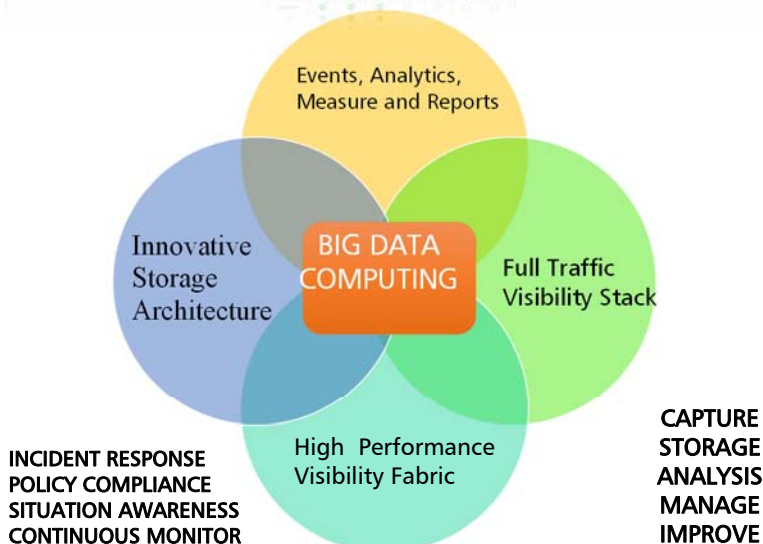 Events, Analytics,
Measure and Reports
Innovative
Storage
Architecture
BIG DATA
COMPUTING
Full Traffic
Visibility Stack
High Performance
Visibility Fabric
INCIDENT RESPONSE
POLICY COMPLIANCE
SITUATION AWARENESS
CONTINUOUS MONITOR
CAPTURE
STORAGE
ANALYSIS
MANAGE
IMPROVE